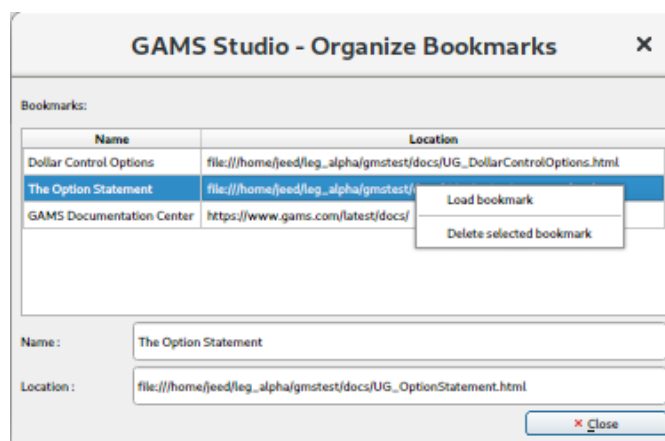 GAMS Studio - Organize Bookmarks
Bookmarks:
Name Location
Dollar Control Options file:///home/jeed/leg_alpha/gmstest/docs/UG_DollarControlOptions.html
The Option Statement file:///home/jeed/leg_alpha/gmstest/
Load bookmark
GAMS Documentation Center https://www.gams.com/latest/docs/
Delete selected bookmark
Name : The Option Statement
Location : file:///home/jeed/leg_alpha/gmstest/docs/UG_OptionStatement.html
Close